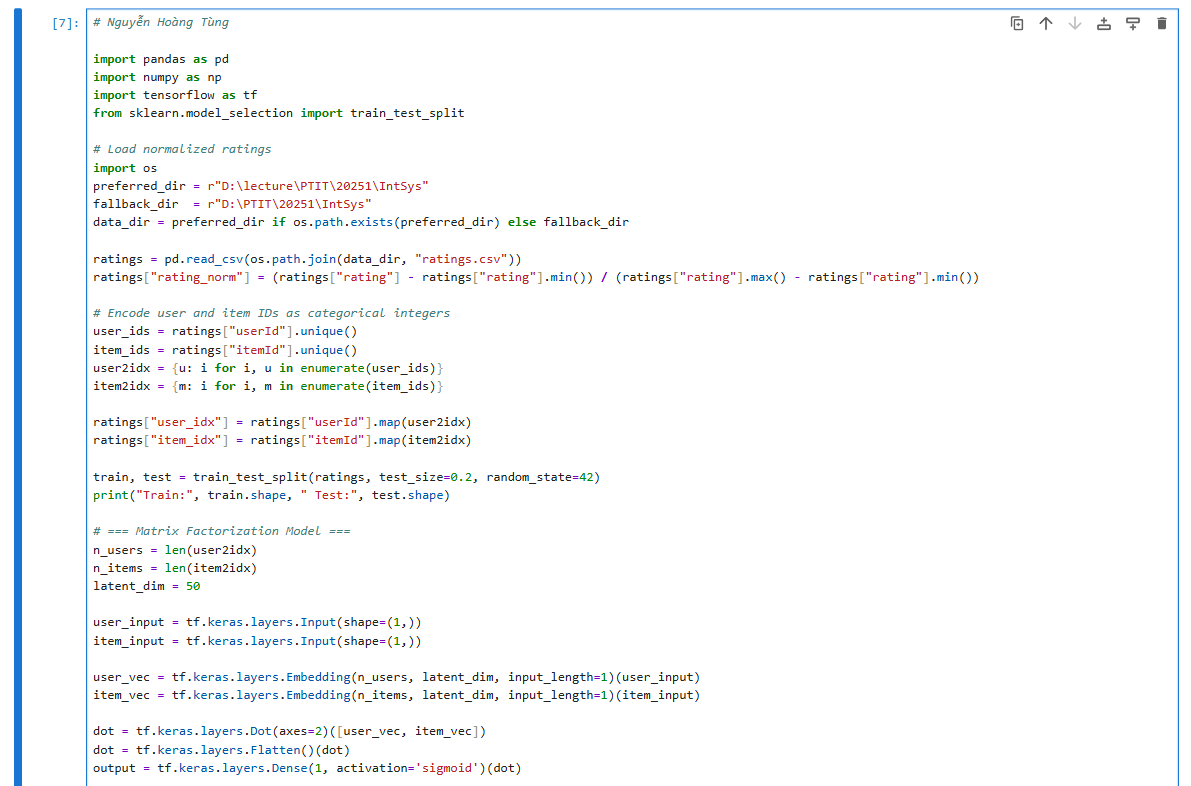 [7]:
# Nguyễn Hoàng Tùng
import pandas as pd
import numpy as np
import tensorflow as tf
from sklearn.model_selection import train_test_split
# Load normalized ratings
import os
preferred_dir = r"D:\lecture\PTIT\20251\IntSys"
fallback_dir  = r"D:\PTIT\20251\IntSys"
data_dir = preferred_dir if os.path.exists(preferred_dir) else fallback_dir
ratings = pd.read_csv(os.path.join(data_dir, "ratings.csv"))
ratings["rating_norm"] = (ratings["rating"] - ratings["rating"].min()) / (ratings["rating"].max() - ratings["rating"].min())
# Encode user and item IDs as categorical integers
user_ids = ratings["userId"].unique()
item_ids = ratings["itemId"].unique()
user2idx = {u: i for i, u in enumerate(user_ids)}
item2idx = {m: i for i, m in enumerate(item_ids)}
ratings["user_idx"] = ratings["userId"].map(user2idx)
ratings["item_idx"] = ratings["itemId"].map(item2idx)
train, test = train_test_split(ratings, test_size=0.2, random_state=42)
print("Train:", train.shape, " Test:", test.shape)
# === Matrix Factorization Model ===
n_users = len(user2idx)
n_items = len(item2idx)
latent_dim = 50
user_input = tf.keras.layers.Input(shape=(1,))
item_input = tf.keras.layers.Input(shape=(1,))
user_vec = tf.keras.layers.Embedding(n_users, latent_dim, input_length=1)(user_input)
item_vec = tf.keras.layers.Embedding(n_items, latent_dim, input_length=1)(item_input)
dot = tf.keras.layers.Dot(axes=2)([user_vec, item_vec])
dot = tf.keras.layers.Flatten()(dot)
output = tf.keras.layers.Dense(1, activation='sigmoid')(dot)